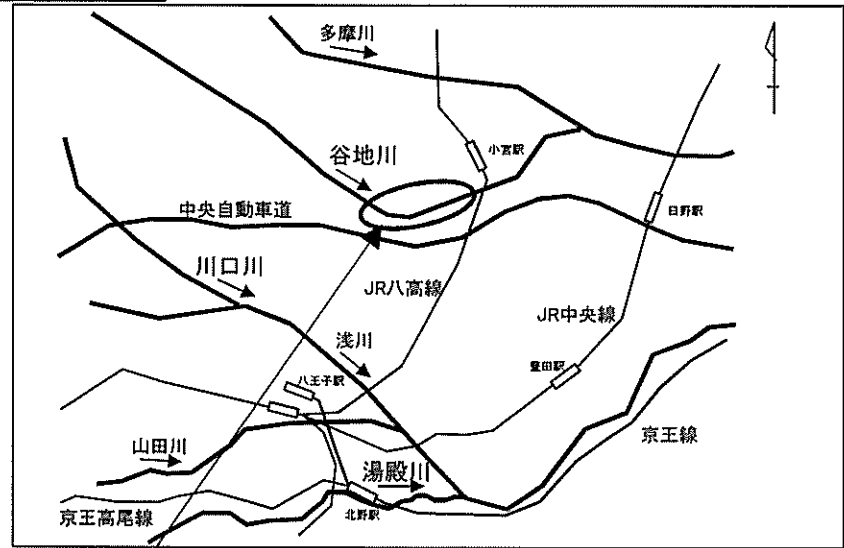 多摩川
小宮駅
谷地川
中央自動車道
日野駅
川口川
JR八高線
JR中央線
浅川
豊田駅
八王子駅
山田川
京王線
湯殿川
京王高尾線
北野駅